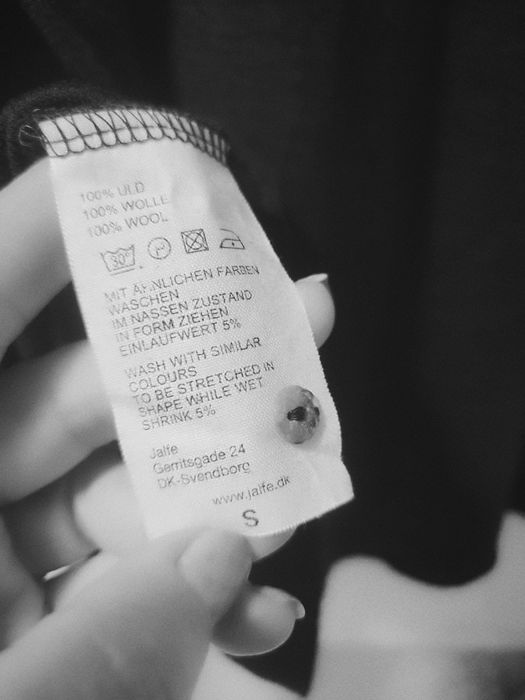 100% ULD
100% WOLLE
100% WOOL
30°
P
MIT ÄHNLICHEN FARBEN
WASCHEN
IM NASSEN ZUSTAND
IN FORM ZIEHEN
EINLAUFWERT 5%
WASH WITH SIMILAR
COLOURS
TO BE STRETCHED IN
SHAPE WHILE WET
SHRINK 5%
Jalfe
Gerritsgade 24
DK-Svendborg
www.jalfe.dk
S